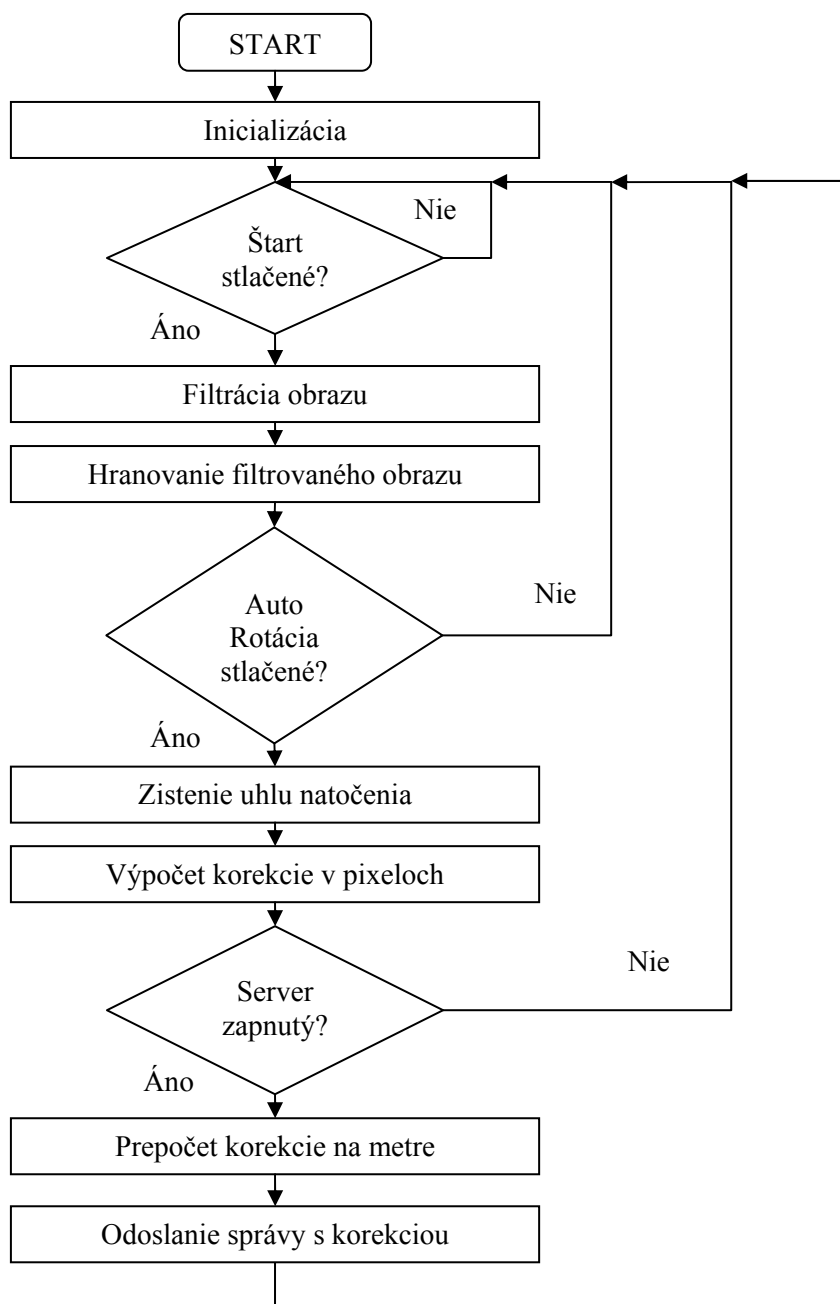 START
Inicializácia
Nie
Štart
stlačené?
Áno
Filtrácia obrazu
Hranovanie filtrovaného obrazu
Nie
Auto
Rotácia
stlačené?
Áno
Zistenie uhlu natočenia
Výpočet korekcie v pixeloch
Nie
Server
zapnutý?
Áno
Prepočet korekcie na metre
Odoslanie správy s korekciou